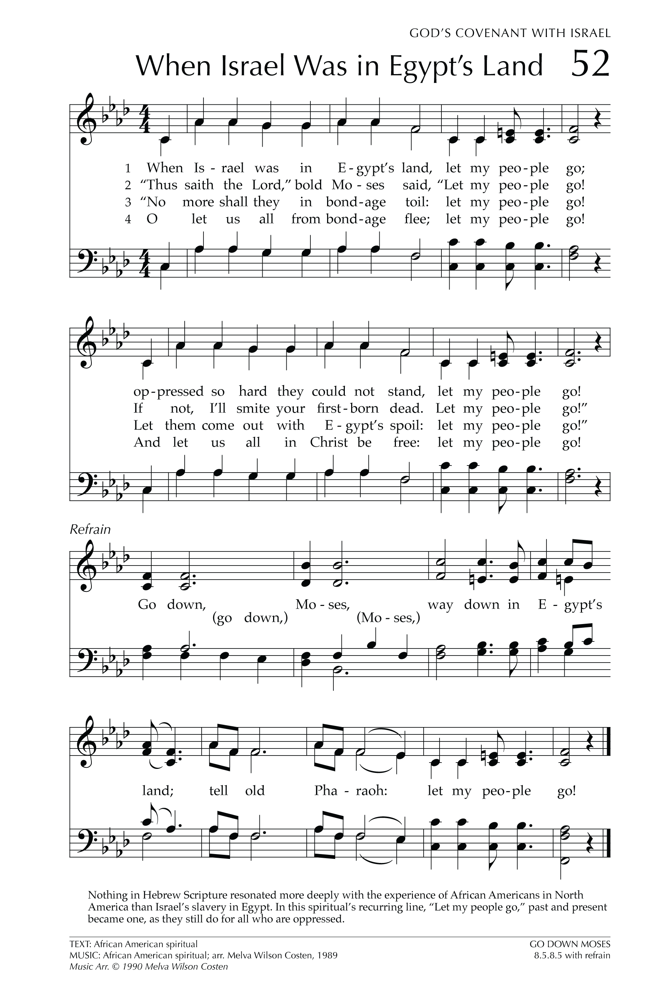 GOD’S COVENANT WITH ISRAEL
When Israel Was in Egypt’s Land 52
4
4
1 When Is - rael was in E - gypt’s land, let my peo - ple go;
2 “Thus saith the Lord,” bold Mo - ses said, “Let my peo - ple go!
3 “No more shall they in bond - age toil: let my peo - ple go!
4 O let us all from bond - age flee; let my peo - ple go!
4
4
op - pressed so hard they could not stand, let my peo - ple go!
If not, I’ll smite your first - born dead. Let my peo - ple go!”
Let them come out with E - gypt’s spoil: let my peo - ple go!”
And let us all in Christ be free: let my peo - ple go!
Refrain
Go down, Mo - ses, way down in E - gypt’s
(go down,) (Mo - ses,)
land; tell old Pha - raoh: let my peo - ple go!
Nothing in Hebrew Scripture resonated more deeply with the experience of African Americans in North
America than Israel’s slavery in Egypt. In this spiritual’s recurring line, “Let my people go,” past and present
became one, as they still do for all who are oppressed.
TEXT: African American spiritual
MUSIC: African American spiritual; arr. Melva Wilson Costen, 1989
Music Arr. © 1990 Melva Wilson Costen
GO DOWN MOSES
8.5.8.5 with refrain